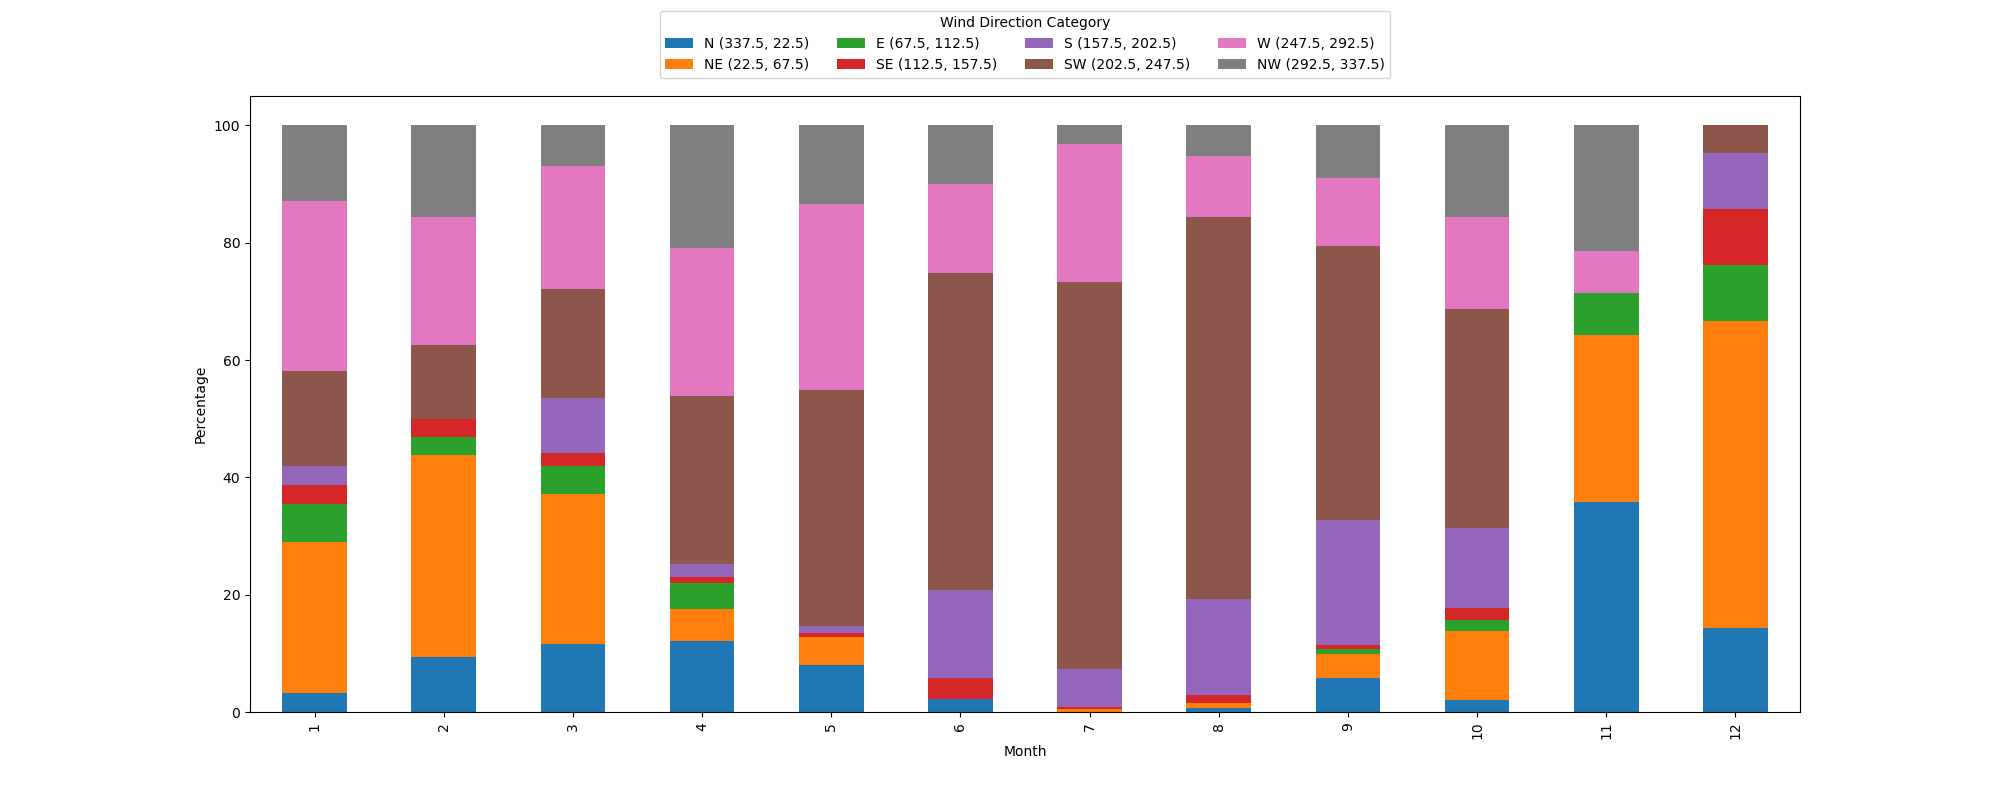 Wind Direction Category
N (337.5, 22.5) E (67.5, 112.5) S (157.5, 202.5) W (247.5, 292.5)
NE (22.5, 67.5) SE (112.5, 157.5) SW (202.5, 247.5) NW (292.5, 337.5)
100
80
60
40
20
0
Percentage
1 2 3 4 5 6 7 8 9 10 11 12
Month